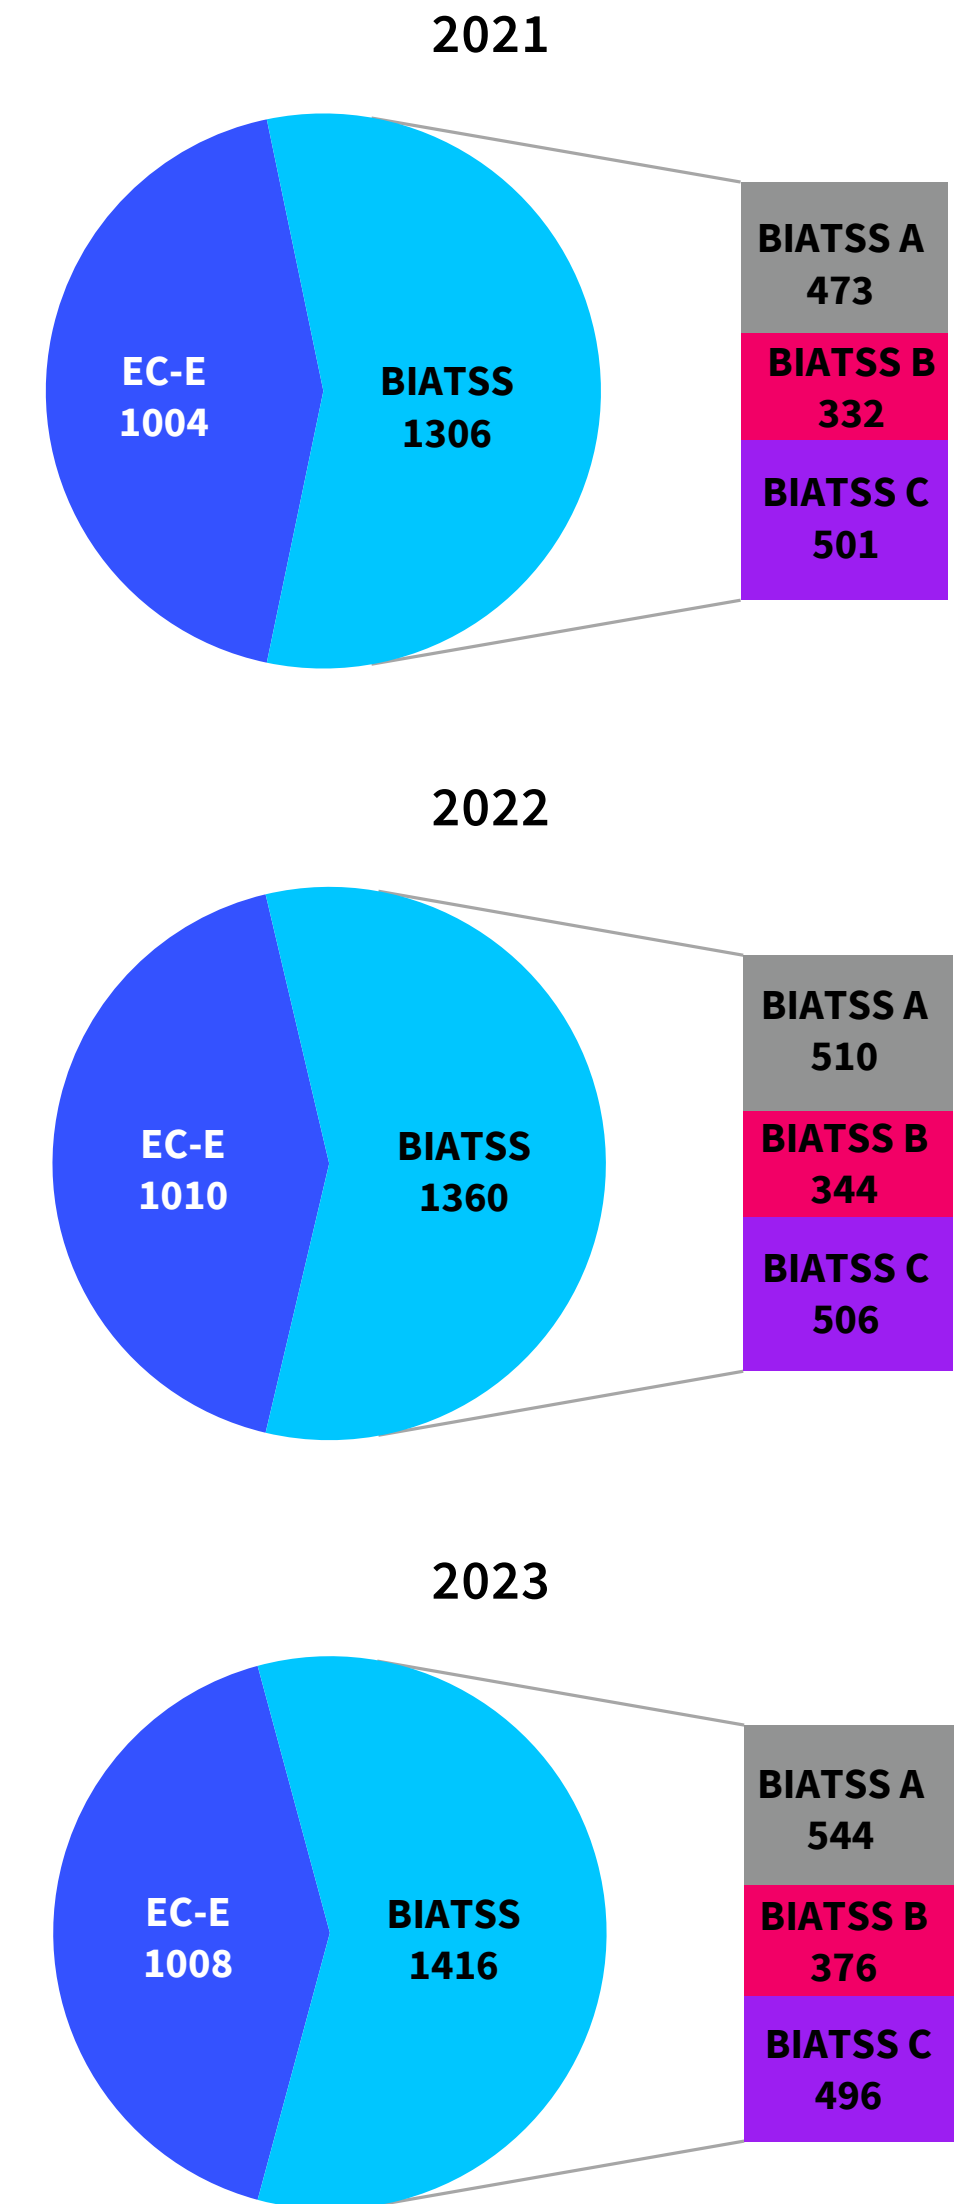 2021
EC-E
1004
BIATSS
1306
BIATSS A
473
BIATSS B
332
BIATSS C
501
2022
EC-E
1010
BIATSS
1360
BIATSS A
510
BIATSS B
344
BIATSS C
506
2023
EC-E
1008
BIATSS
1416
BIATSS A
544
BIATSS B
376
BIATSS C
496